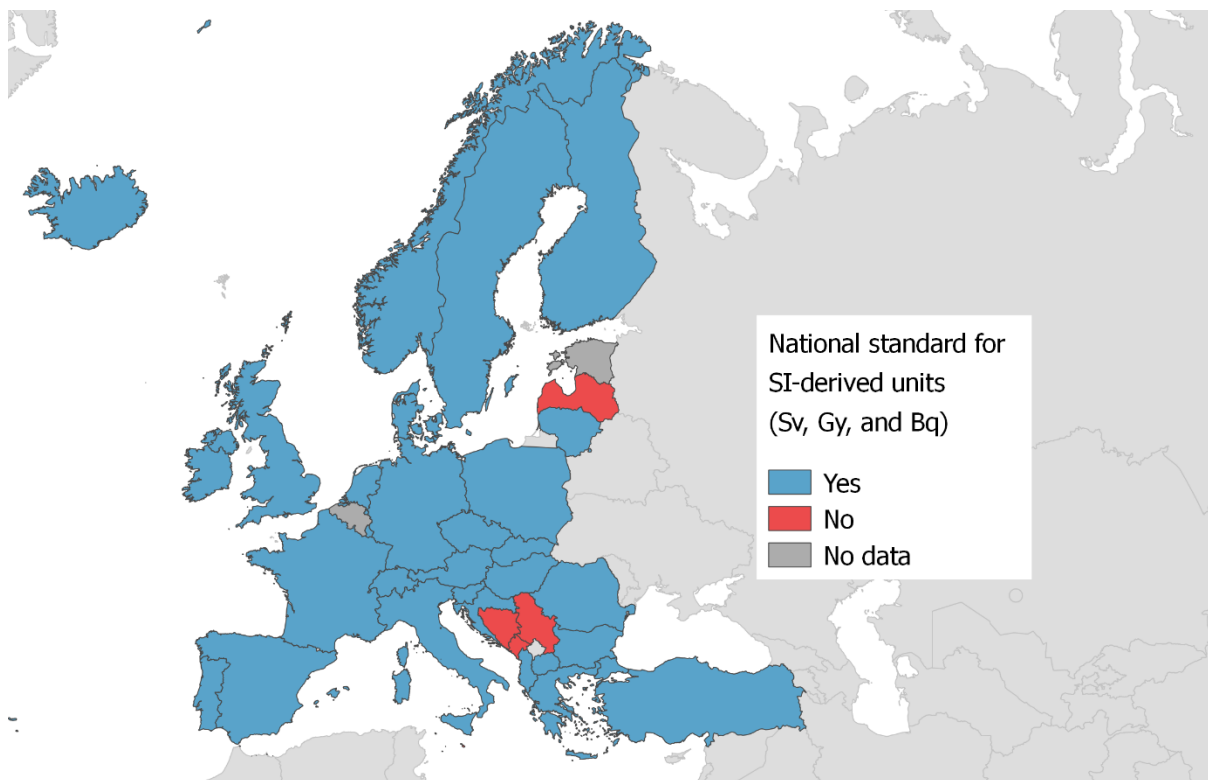 National standard for
SI-derived units
(Sv, Gy, and Bq)
Yes
No
No data